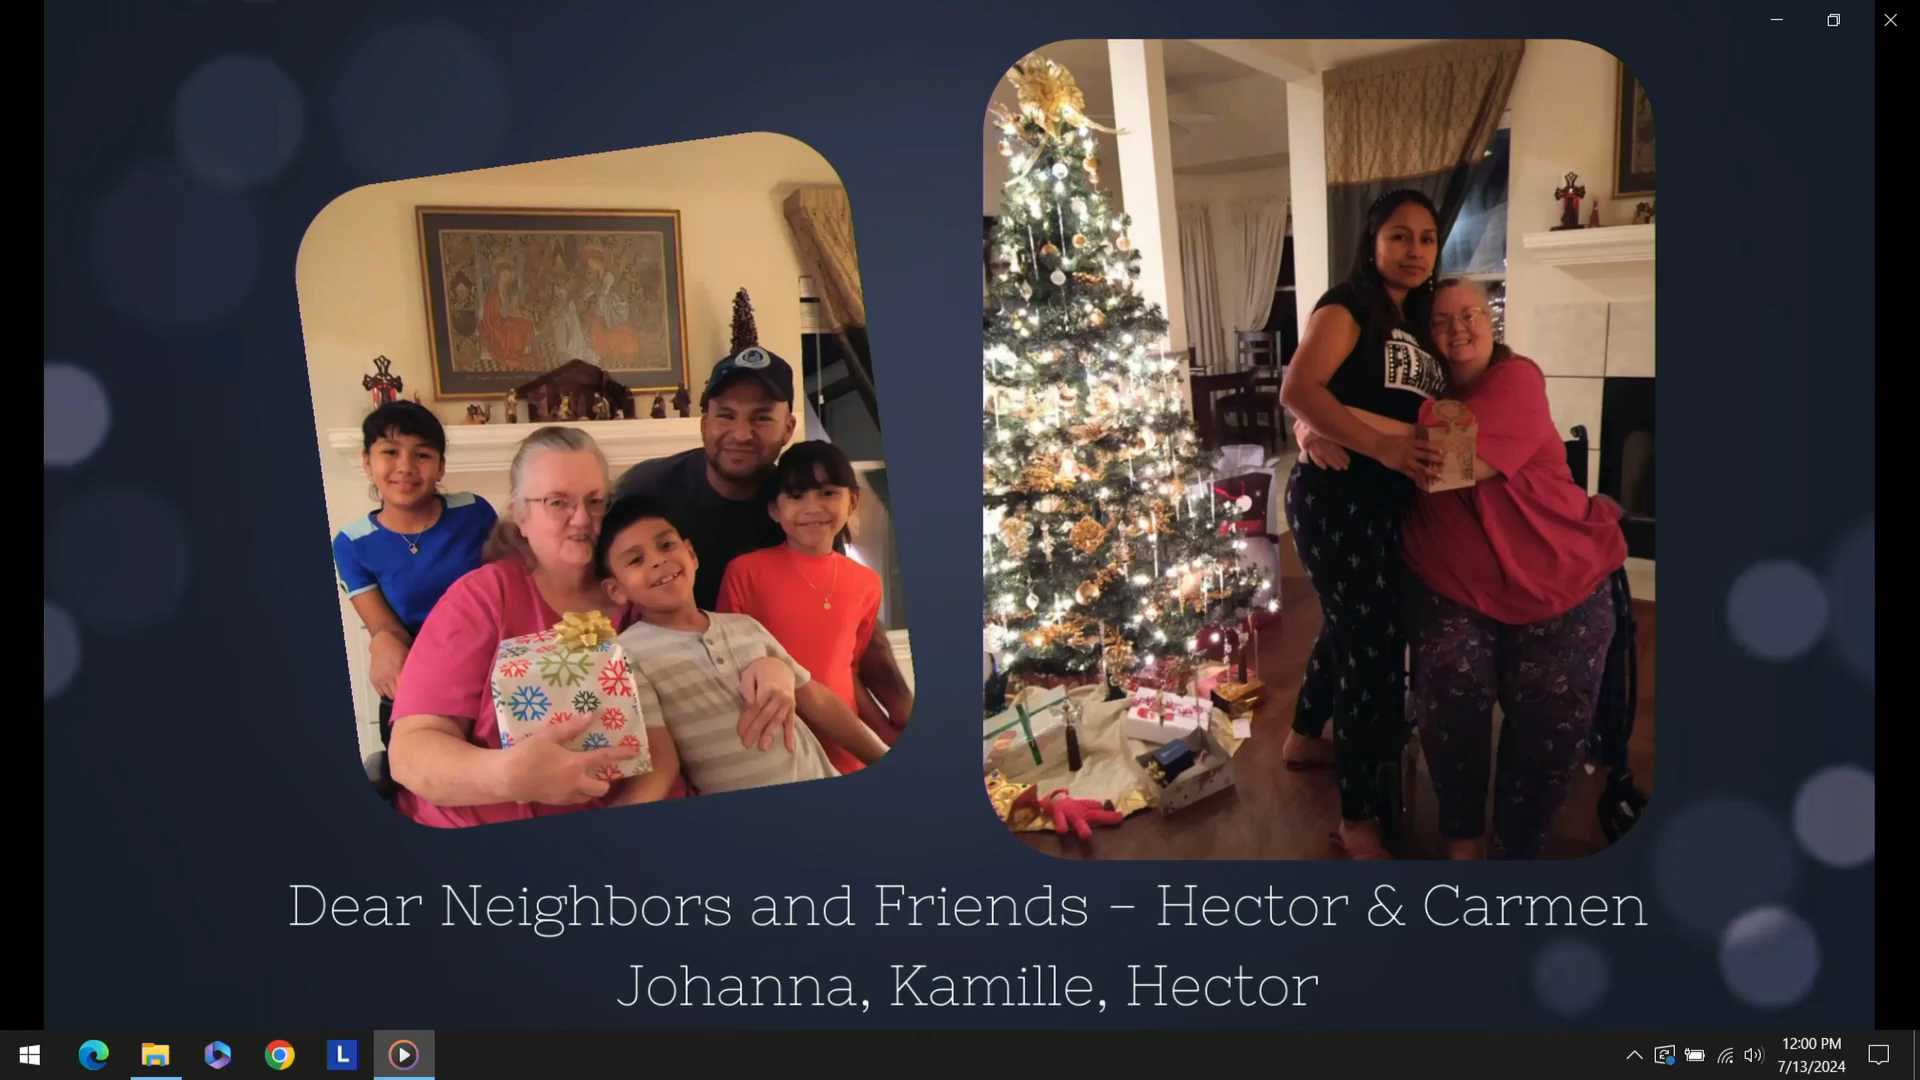 Dear Neighbors and Friends – Hector & Carmen
Johanna, Kamille, Hector
L
12:00 PM
7/13/2024